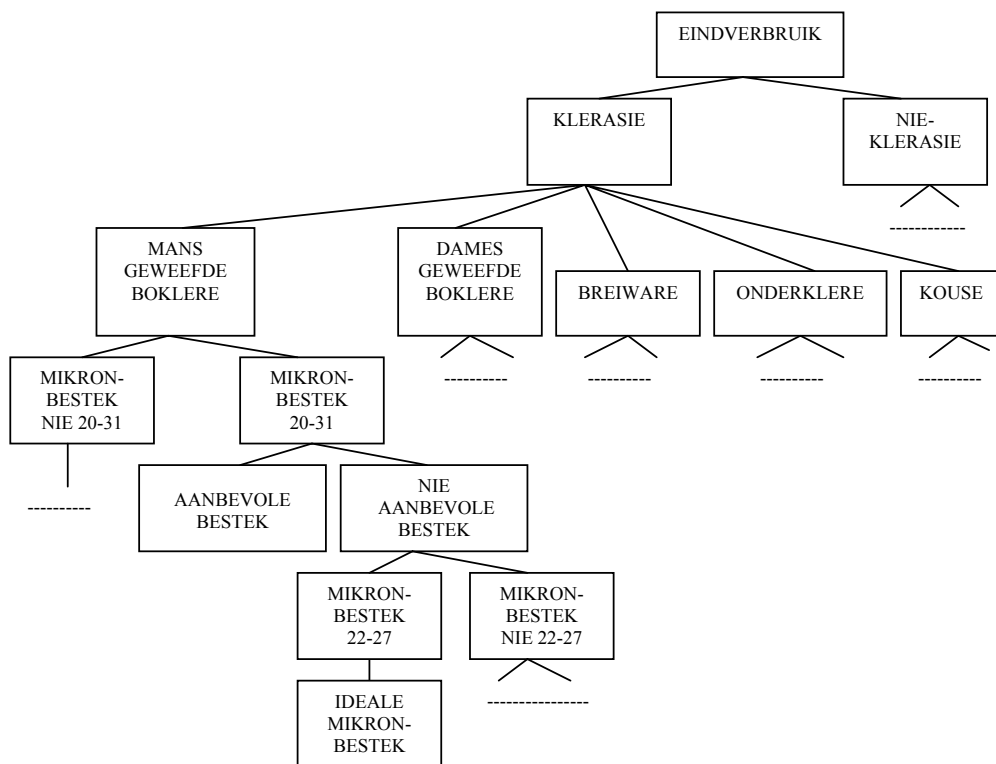 EINDVERBRUIK
KLERASIE
NIE-
KLERASIE
------------
MANS
GEWEEFDE
BOKLERE
DAMES
GEWEEFDE
BOKLERE
BREIWARE
ONDERKLERE
KOUSE
----------
----------
----------
----------
MIKRON-
BESTEK
NIE 20-31
MIKRON-
BESTEK
20-31
----------
AANBEVOLE
BESTEK
NIE
AANBEVOLE
BESTEK
MIKRON-
BESTEK
22-27
MIKRON-
BESTEK
NIE 22-27
----------------
IDEALE
MIKRON-
BESTEK